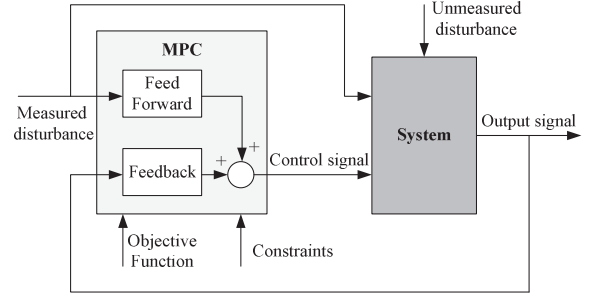 Unmeasured
disturbance
MPC
Feed
Forward
Measured
disturbance
+
System
Output signal
+
Control signal
Feedback
Objective
Function
Constraints